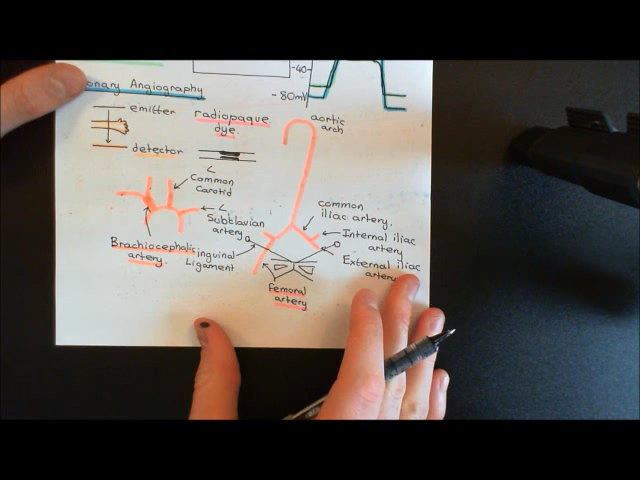 -40-
-80mV
onary Angiography
emitter
detector
radiopaque
dye.
aortic
arch
L
Common
Carotid
L
Subklavian
artery
Brachiocephalic
artery.
inguinal
Ligament
common
iliac artery.
Internal iliac
artery
External iliac
artery
femoral
artery